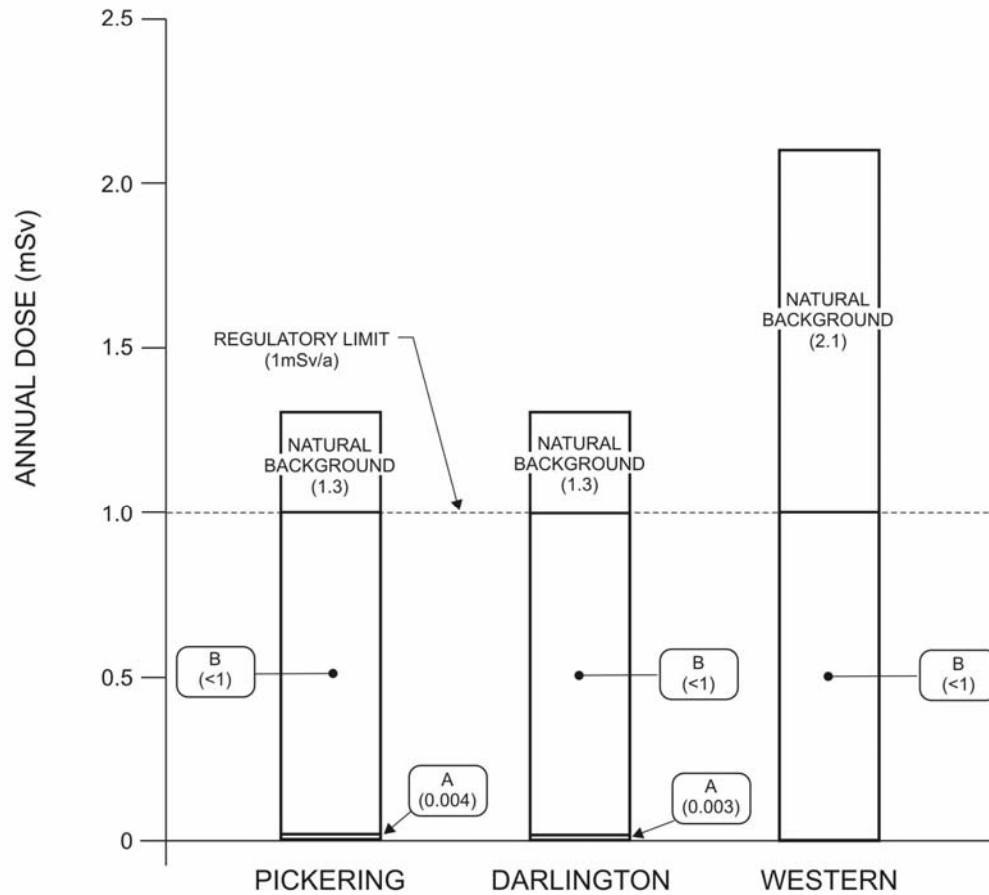 2.5
2.0
1.5
1.0
0.5
0
ANNUAL DOSE (mSv)
REGULATORY LIMIT
(1mSv/a)
NATURAL
BACKGROUND
(1.3)
B
(<1)
A
(0.004)
PICKERING
NATURAL
BACKGROUND
(1.3)
B
(<1)
A
(0.003)
DARLINGTON
NATURAL
BACKGROUND
(2.1)
B
(<1)
WESTERN